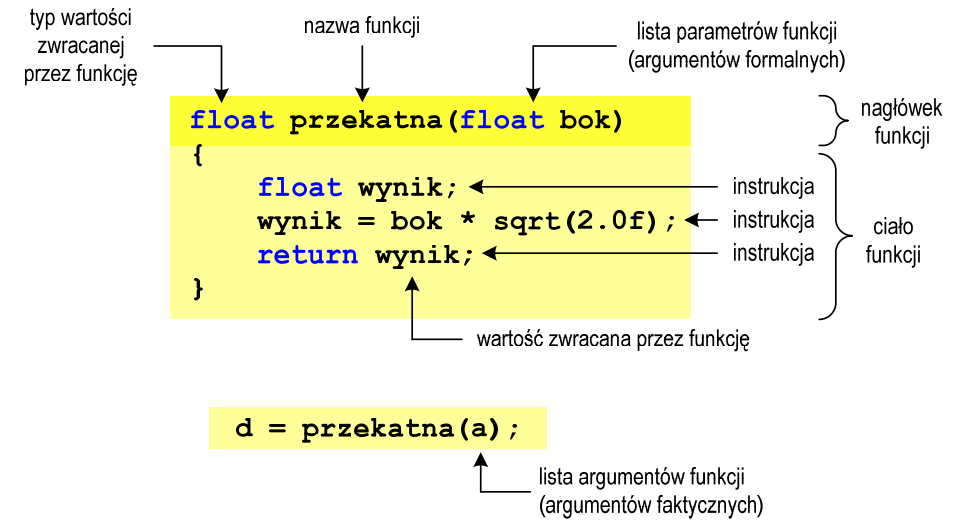 typ wartości
zwracanej
przez funkcję
nazwa funkcji
lista parametrów funkcji
(argumentów formalnych)
float przekatna(float bok)
nagłówek
funkcji
{
float wynik;
instrukcja
wynik = bok * sqrt(2.0f);
instrukcja
return wynik;
instrukcja
}
ciało
funkcji
wartość zwracana przez funkcję
d = przekatna(a);
lista argumentów funkcji
(argumentów faktycznych)